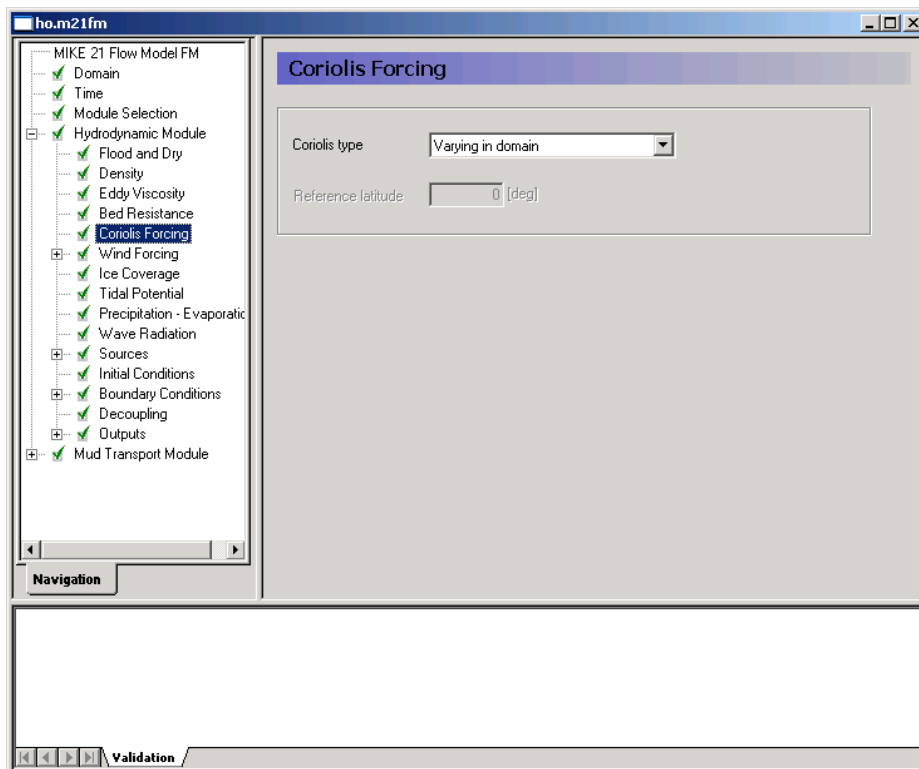 ho.m21fm
MIKE 21 Flow Model FM
Domain
Time
Module Selection
Hydrodynamic Module
Flood and Dry
Density
Eddy Viscosity
Bed Resistance
Coriolis Forcing
Wind Forcing
Ice Coverage
Tidal Potential
Precipitation - Evaporatic
Wave Radiation
Sources
Initial Conditions
Boundary Conditions
Decoupling
Outputs
Mud Transport Module
Navigation
Coriolis Forcing
Coriolis type Varying in domain
Reference latitude 0 [deg]
Validation